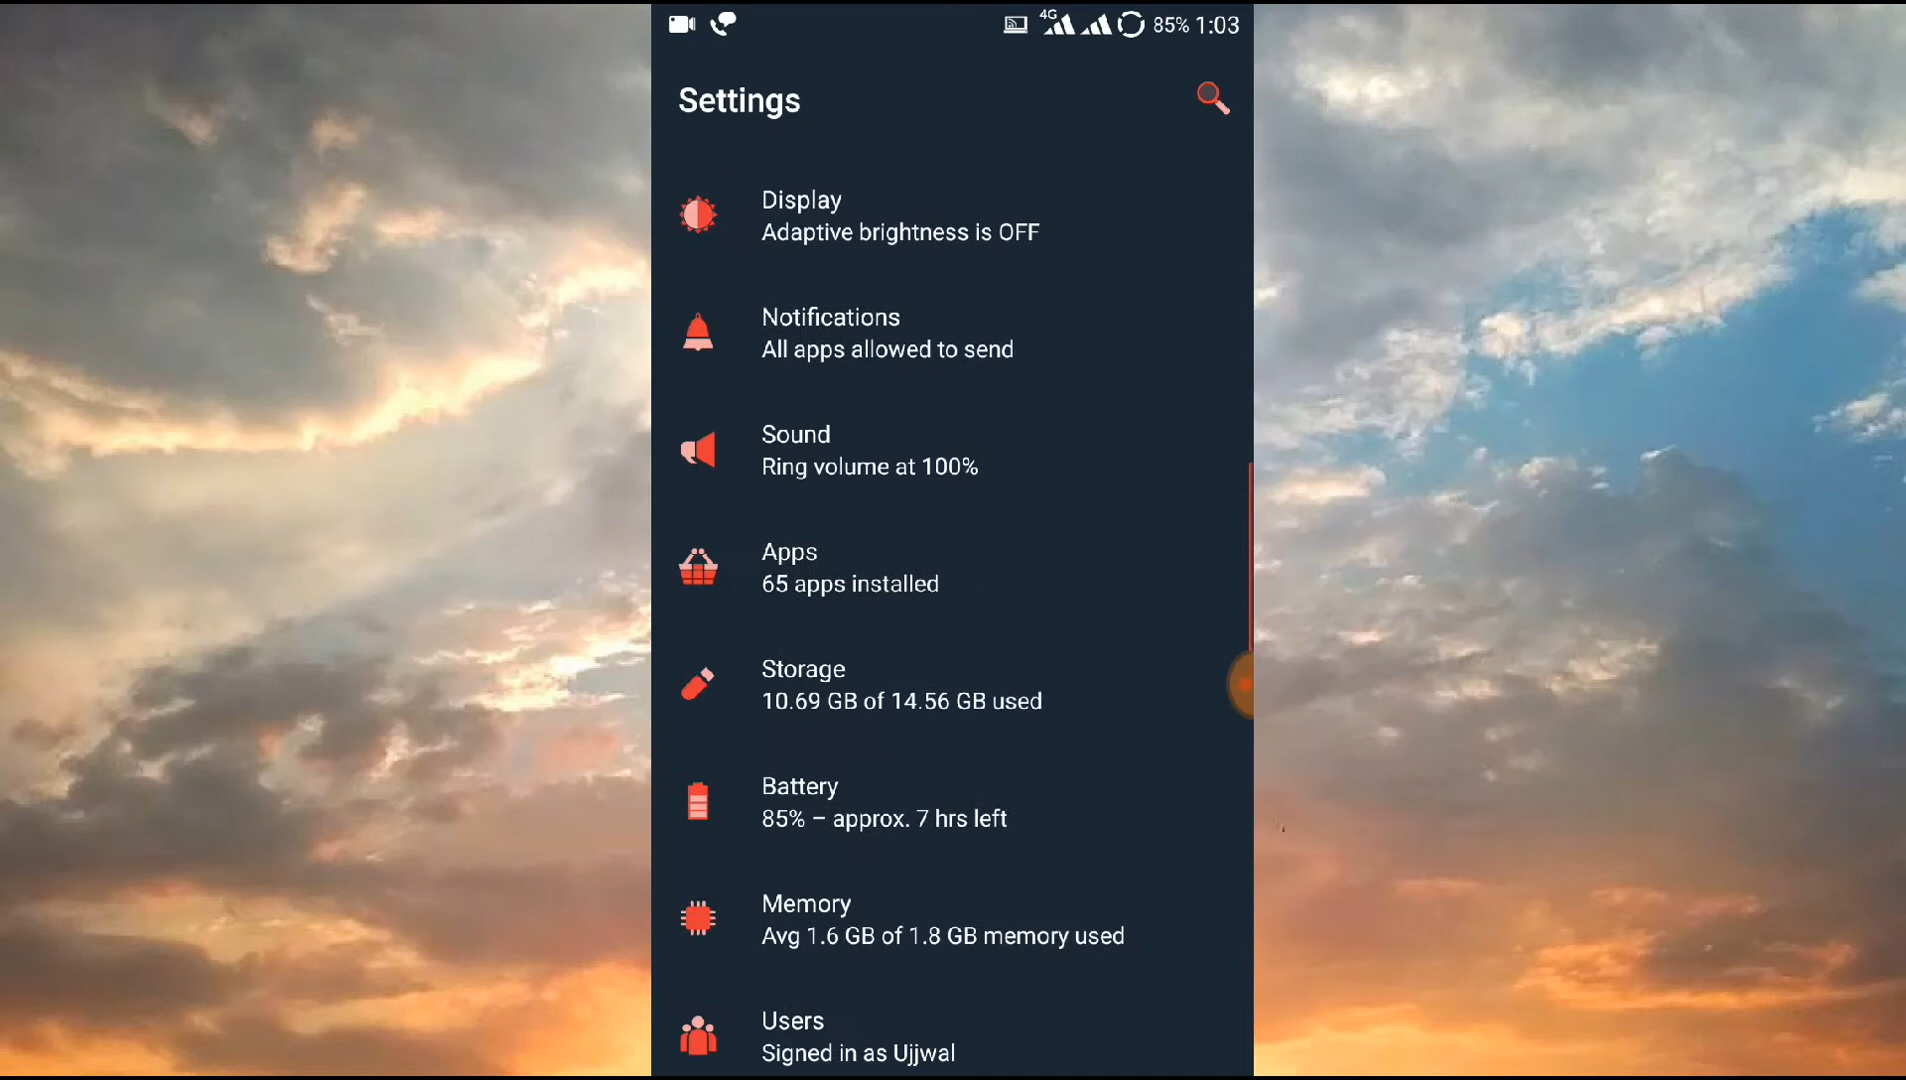 4G 85% 1:03
Settings
Display
Adaptive brightness is OFF
Notifications
All apps allowed to send
Sound
Ring volume at 100%
Apps
65 apps installed
Storage
10.69 GB of 14.56 GB used
Battery
85% – approx. 7 hrs left
Memory
Avg 1.6 GB of 1.8 GB memory used
Users
Signed in as Ujjwal